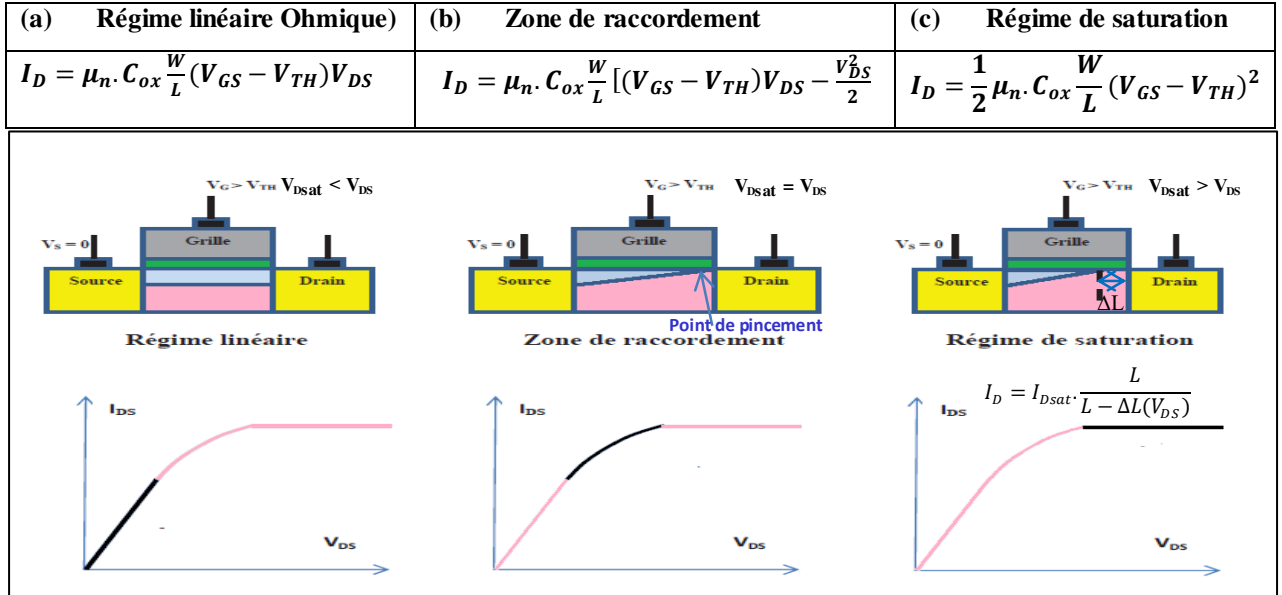 (a) Régime linéaire Ohmique)
(b) Zone de raccordement
(c) Régime de saturation
I_D = μ_n. C_ox W/L (V_GS − V_TH)V_DS
I_D = μ_n. C_ox W/L [(V_GS − V_TH)V_DS − V_DS^2/2
I_D = 1/2 μ_n. C_ox W/L (V_GS − V_TH)^2
V_G > V_TH V_Dsat < V_DS
V_S = 0
Grille
Source
Drain
Régime linéaire
V_G > V_TH V_Dsat = V_DS
V_S = 0
Grille
Source
Drain
Point de pincement
Zone de raccordement
V_G > V_TH V_Dsat > V_DS
V_S = 0
Grille
Source
Drain
ΔL
Régime de saturation
I_DS
V_DS
I_DS
V_DS
I_D = I_Dsat. L/(L − ΔL(V_DS))
I_DS
V_DS